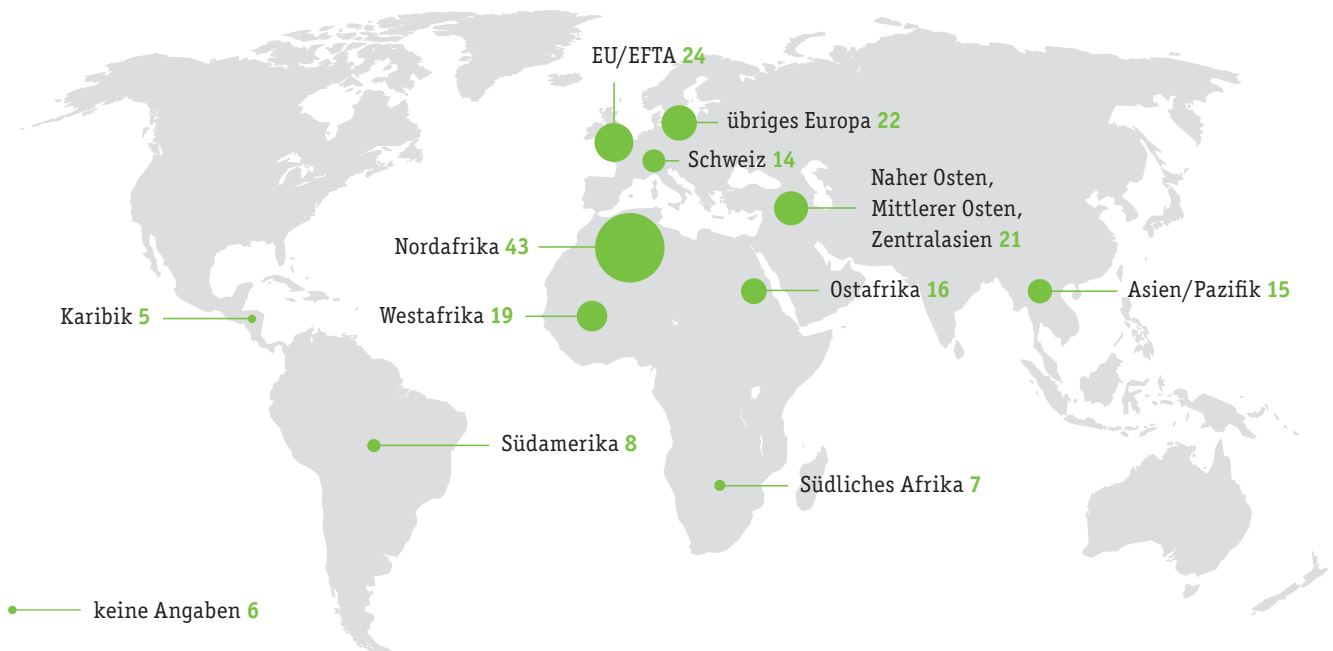 EU/EFTA 24
übriges Europa 22
Schweiz 14
Naher Osten,
Mittlerer Osten,
Zentralasien 21
Nordafrika 43
Ostafrika 16
Asien/Pazifik 15
Karibik 5
Westafrika 19
Südamerika 8
Südliches Afrika 7
keine Angaben 6